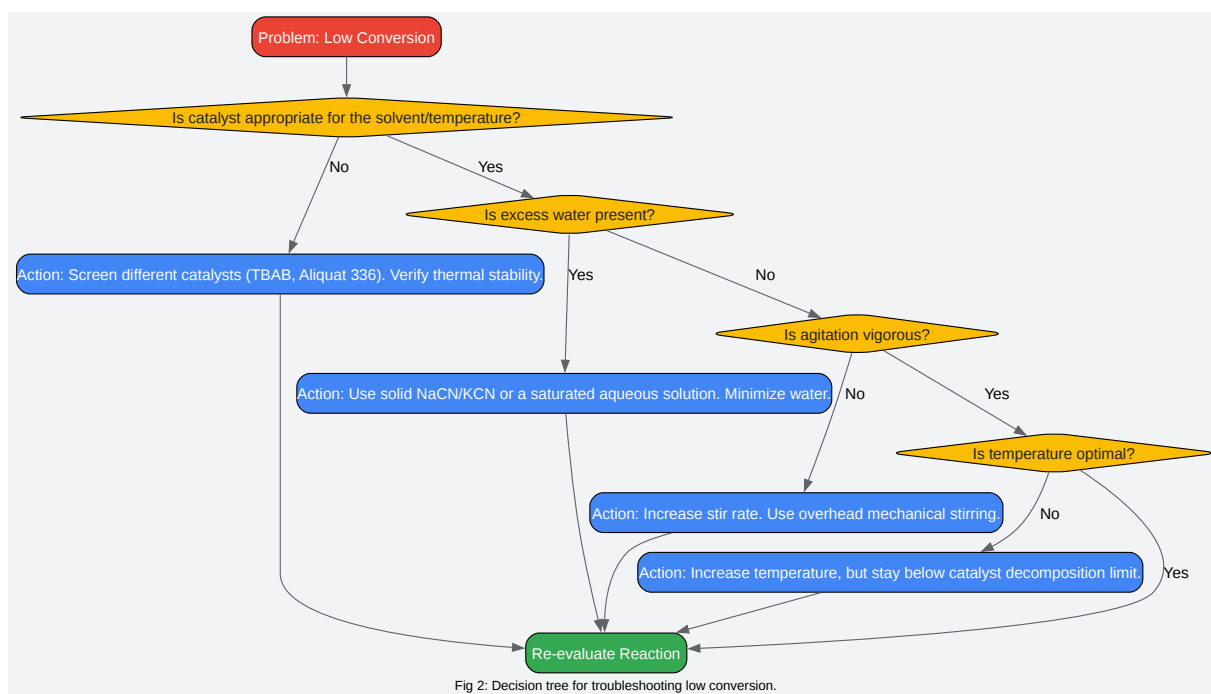 Problem: Low Conversion
Is catalyst appropriate for the solvent/temperature?
No
Yes
Is excess water present?
Action: Screen different catalysts (TBAB, Aliquat 336). Verify thermal stability.
Yes
No
Is agitation vigorous?
Action: Use solid NaCN/KCN or a saturated aqueous solution. Minimize water.
No
Yes
Is temperature optimal?
Action: Increase stir rate. Use overhead mechanical stirring.
No
Action: Increase temperature, but stay below catalyst decomposition limit.
Yes
Re-evaluate Reaction
Fig 2: Decision tree for troubleshooting low conversion.